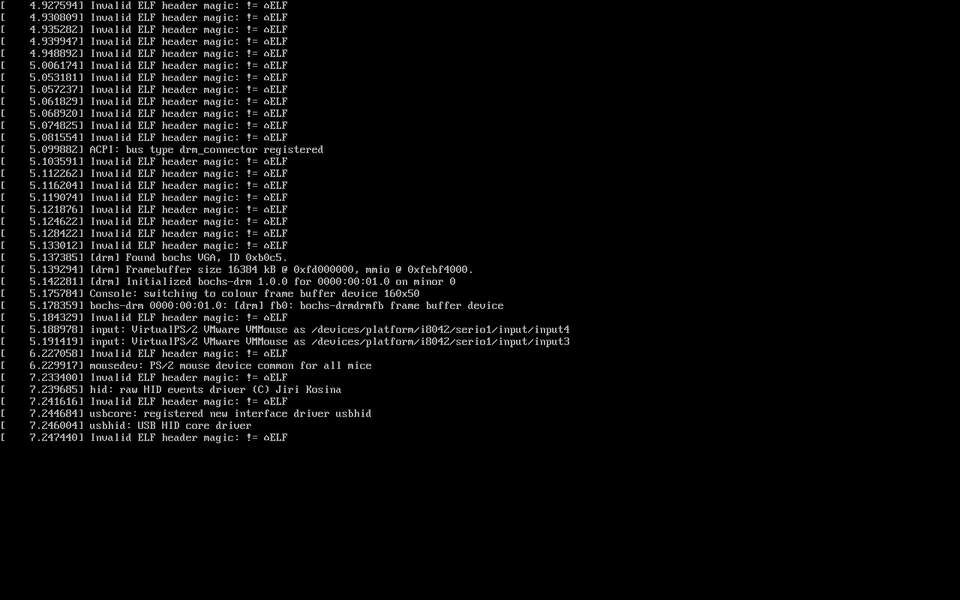 [    4.927594] Invalid ELF header magic: != ⌂ELF
[    4.930809] Invalid ELF header magic: != ⌂ELF
[    4.935282] Invalid ELF header magic: != ⌂ELF
[    4.939947] Invalid ELF header magic: != ⌂ELF
[    4.948892] Invalid ELF header magic: != ⌂ELF
[    5.006174] Invalid ELF header magic: != ⌂ELF
[    5.053181] Invalid ELF header magic: != ⌂ELF
[    5.057237] Invalid ELF header magic: != ⌂ELF
[    5.061829] Invalid ELF header magic: != ⌂ELF
[    5.068920] Invalid ELF header magic: != ⌂ELF
[    5.074825] Invalid ELF header magic: != ⌂ELF
[    5.081554] Invalid ELF header magic: != ⌂ELF
[    5.099882] ACPI: bus type drm_connector registered
[    5.103591] Invalid ELF header magic: != ⌂ELF
[    5.112262] Invalid ELF header magic: != ⌂ELF
[    5.116204] Invalid ELF header magic: != ⌂ELF
[    5.119074] Invalid ELF header magic: != ⌂ELF
[    5.121876] Invalid ELF header magic: != ⌂ELF
[    5.124622] Invalid ELF header magic: != ⌂ELF
[    5.128422] Invalid ELF header magic: != ⌂ELF
[    5.133012] Invalid ELF header magic: != ⌂ELF
[    5.137385] [drm] Found bochs VGA, ID 0xb0c5.
[    5.139294] [drm] Framebuffer size 16384 kB @ 0xfd000000, mmio @ 0xfebf4000.
[    5.142281] [drm] Initialized bochs-drm 1.0.0 for 0000:00:01.0 on minor 0
[    5.175784] Console: switching to colour frame buffer device 160x50
[    5.178359] bochs-drm 0000:00:01.0: [drm] fb0: bochs-drmdrmfb frame buffer device
[    5.184329] Invalid ELF header magic: != ⌂ELF
[    5.188978] input: VirtualPS/2 VMware VMMouse as /devices/platform/i8042/serio1/input/input4
[    5.191419] input: VirtualPS/2 VMware VMMouse as /devices/platform/i8042/serio1/input/input3
[    6.227058] Invalid ELF header magic: != ⌂ELF
[    6.229917] mousedev: PS/2 mouse device common for all mice
[    7.233400] Invalid ELF header magic: != ⌂ELF
[    7.239685] hid: raw HID events driver (C) Jiri Kosina
[    7.241616] Invalid ELF header magic: != ⌂ELF
[    7.244684] usbcore: registered new interface driver usbhid
[    7.246004] usbhid: USB HID core driver
[    7.247440] Invalid ELF header magic: != ⌂ELF